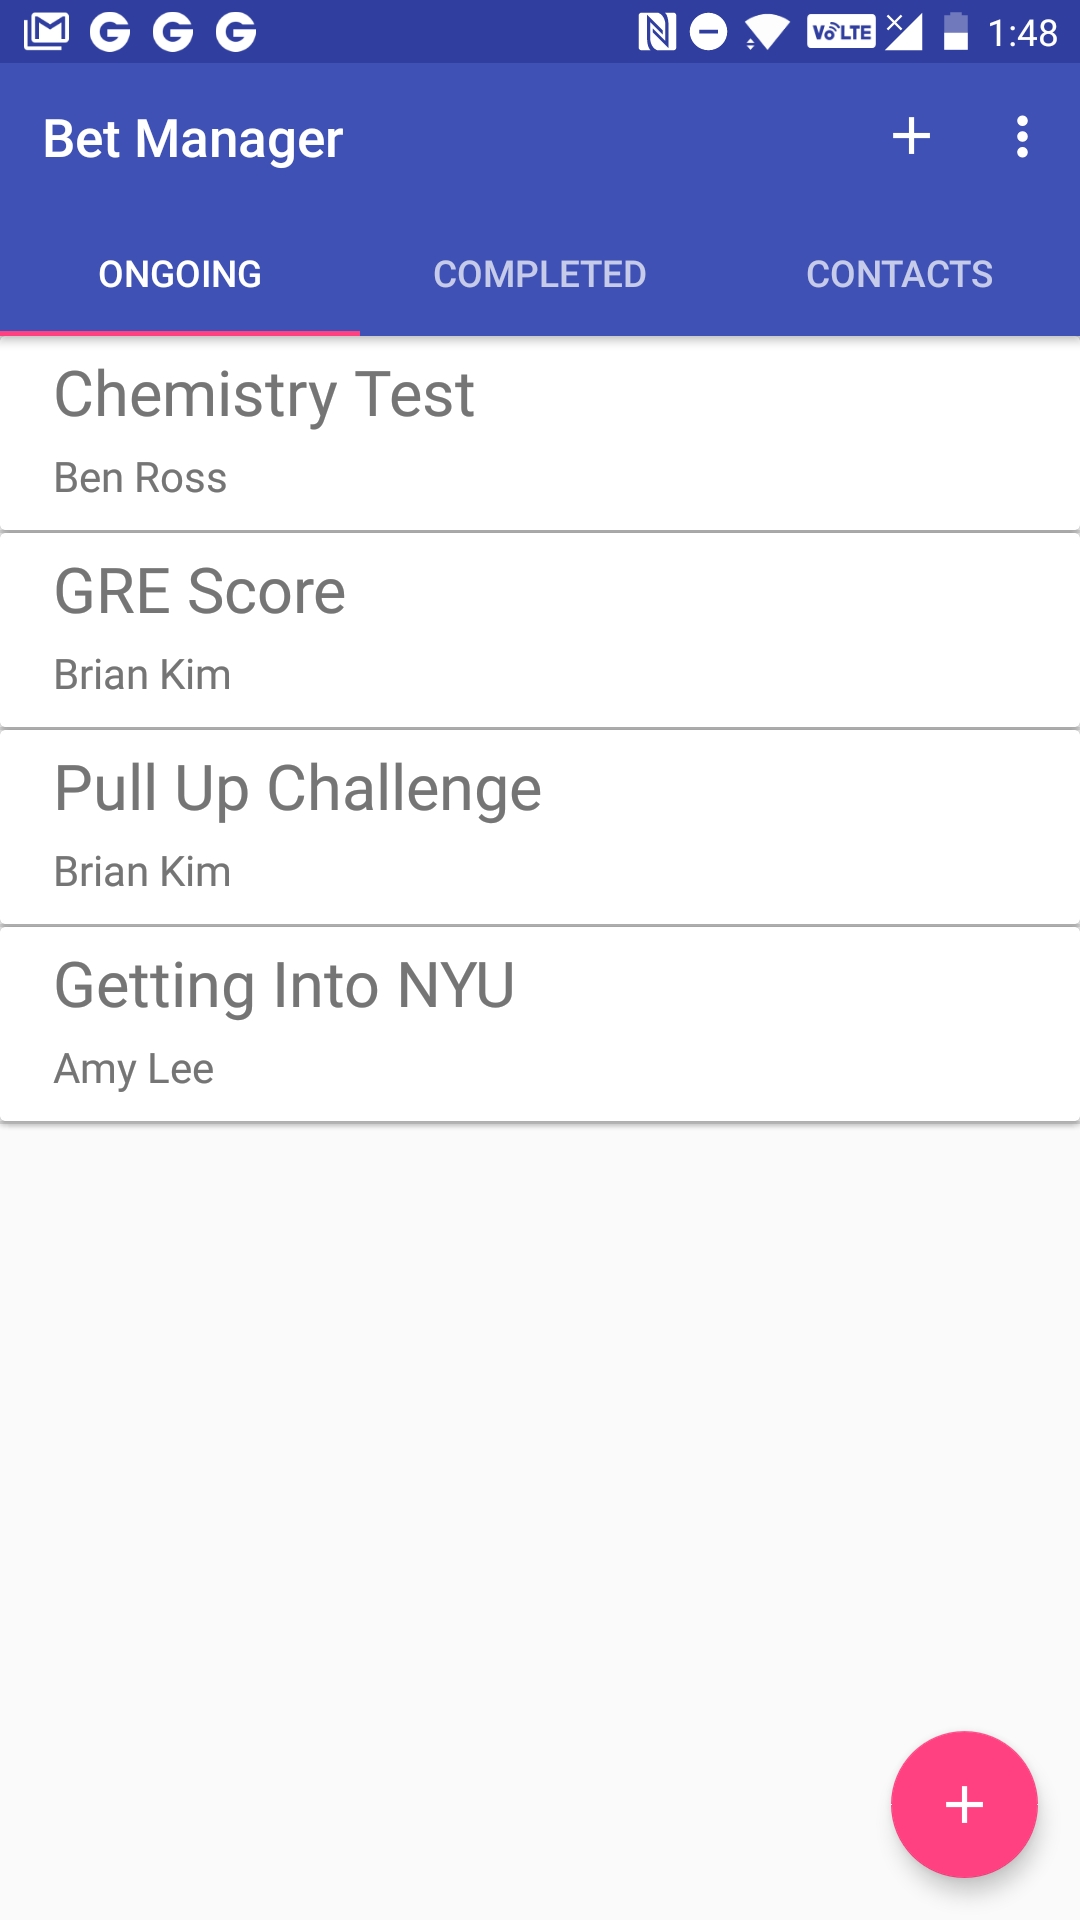 VoLTE 1:48
Bet Manager
ONGOING COMPLETED CONTACTS
Chemistry Test
Ben Ross
GRE Score
Brian Kim
Pull Up Challenge
Brian Kim
Getting Into NYU
Amy Lee